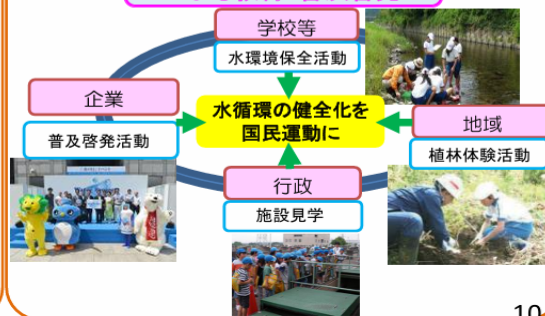 学校等
水環境保全活動
企業
普及啓発活動
水循環の健全化を
国民運動に
地域
植林体験活動
行政
施設見学
10